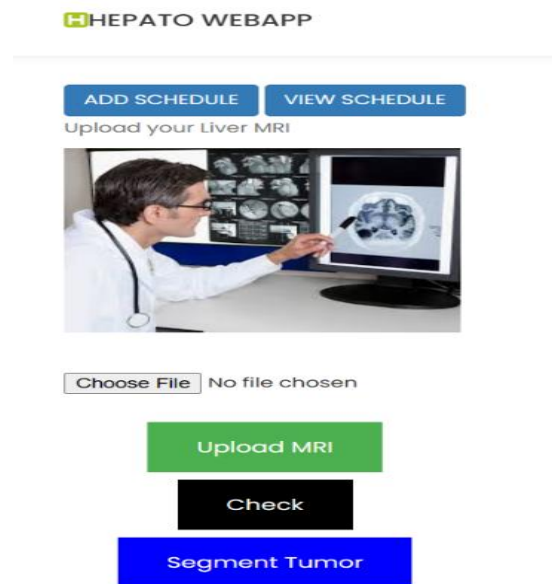 HHEPATO WEBAPP
ADD SCHEDULE VIEW SCHEDULE
Upload your Liver MRI
Choose File No file chosen
Upload MRI
Check
Segment Tumor